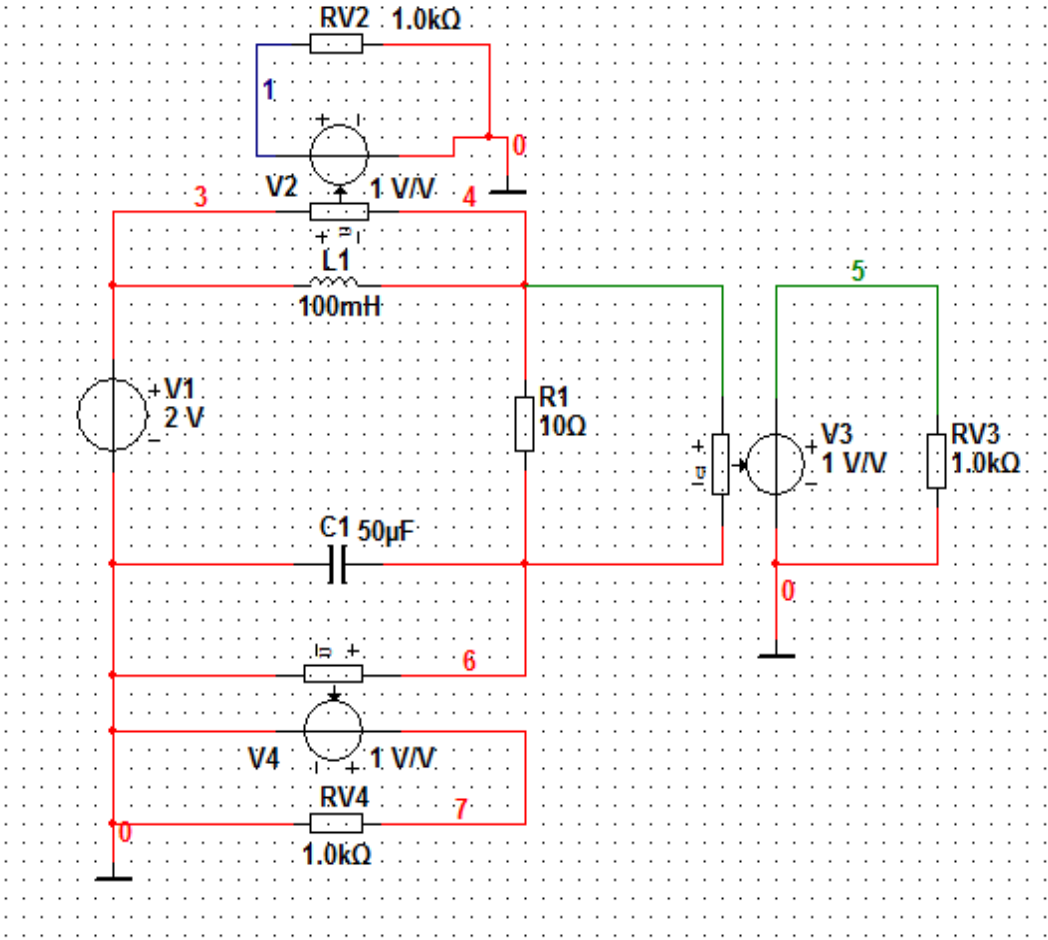 RV2 1.0kΩ
1
+ −
0
V2 1 V/V
3 4
+ u −
L1
100mH
5
+ V1
2 V
−
R1
10Ω
+ u −
+ V3
1 V/V
−
RV3
1.0kΩ
C1 50µF
0
− u +
6
V4 1 V/V
− +
RV4
7
0
1.0kΩ